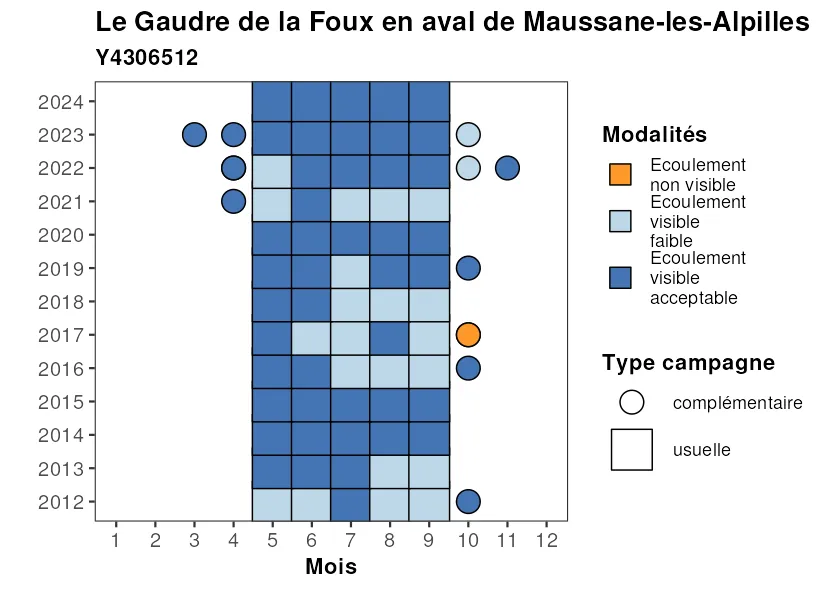 Le Gaudre de la Foux en aval de Maussane-les-Alpilles
Y4306512
2024
2023
2022
2021
2020
2019
2018
2017
2016
2015
2014
2013
2012
1 2 3 4 5 6 7 8 9 10 11 12
Mois
Modalités
Ecoulement
non visible
Ecoulement
visible
faible
Ecoulement
visible
acceptable
Type campagne
complémentaire
usuelle